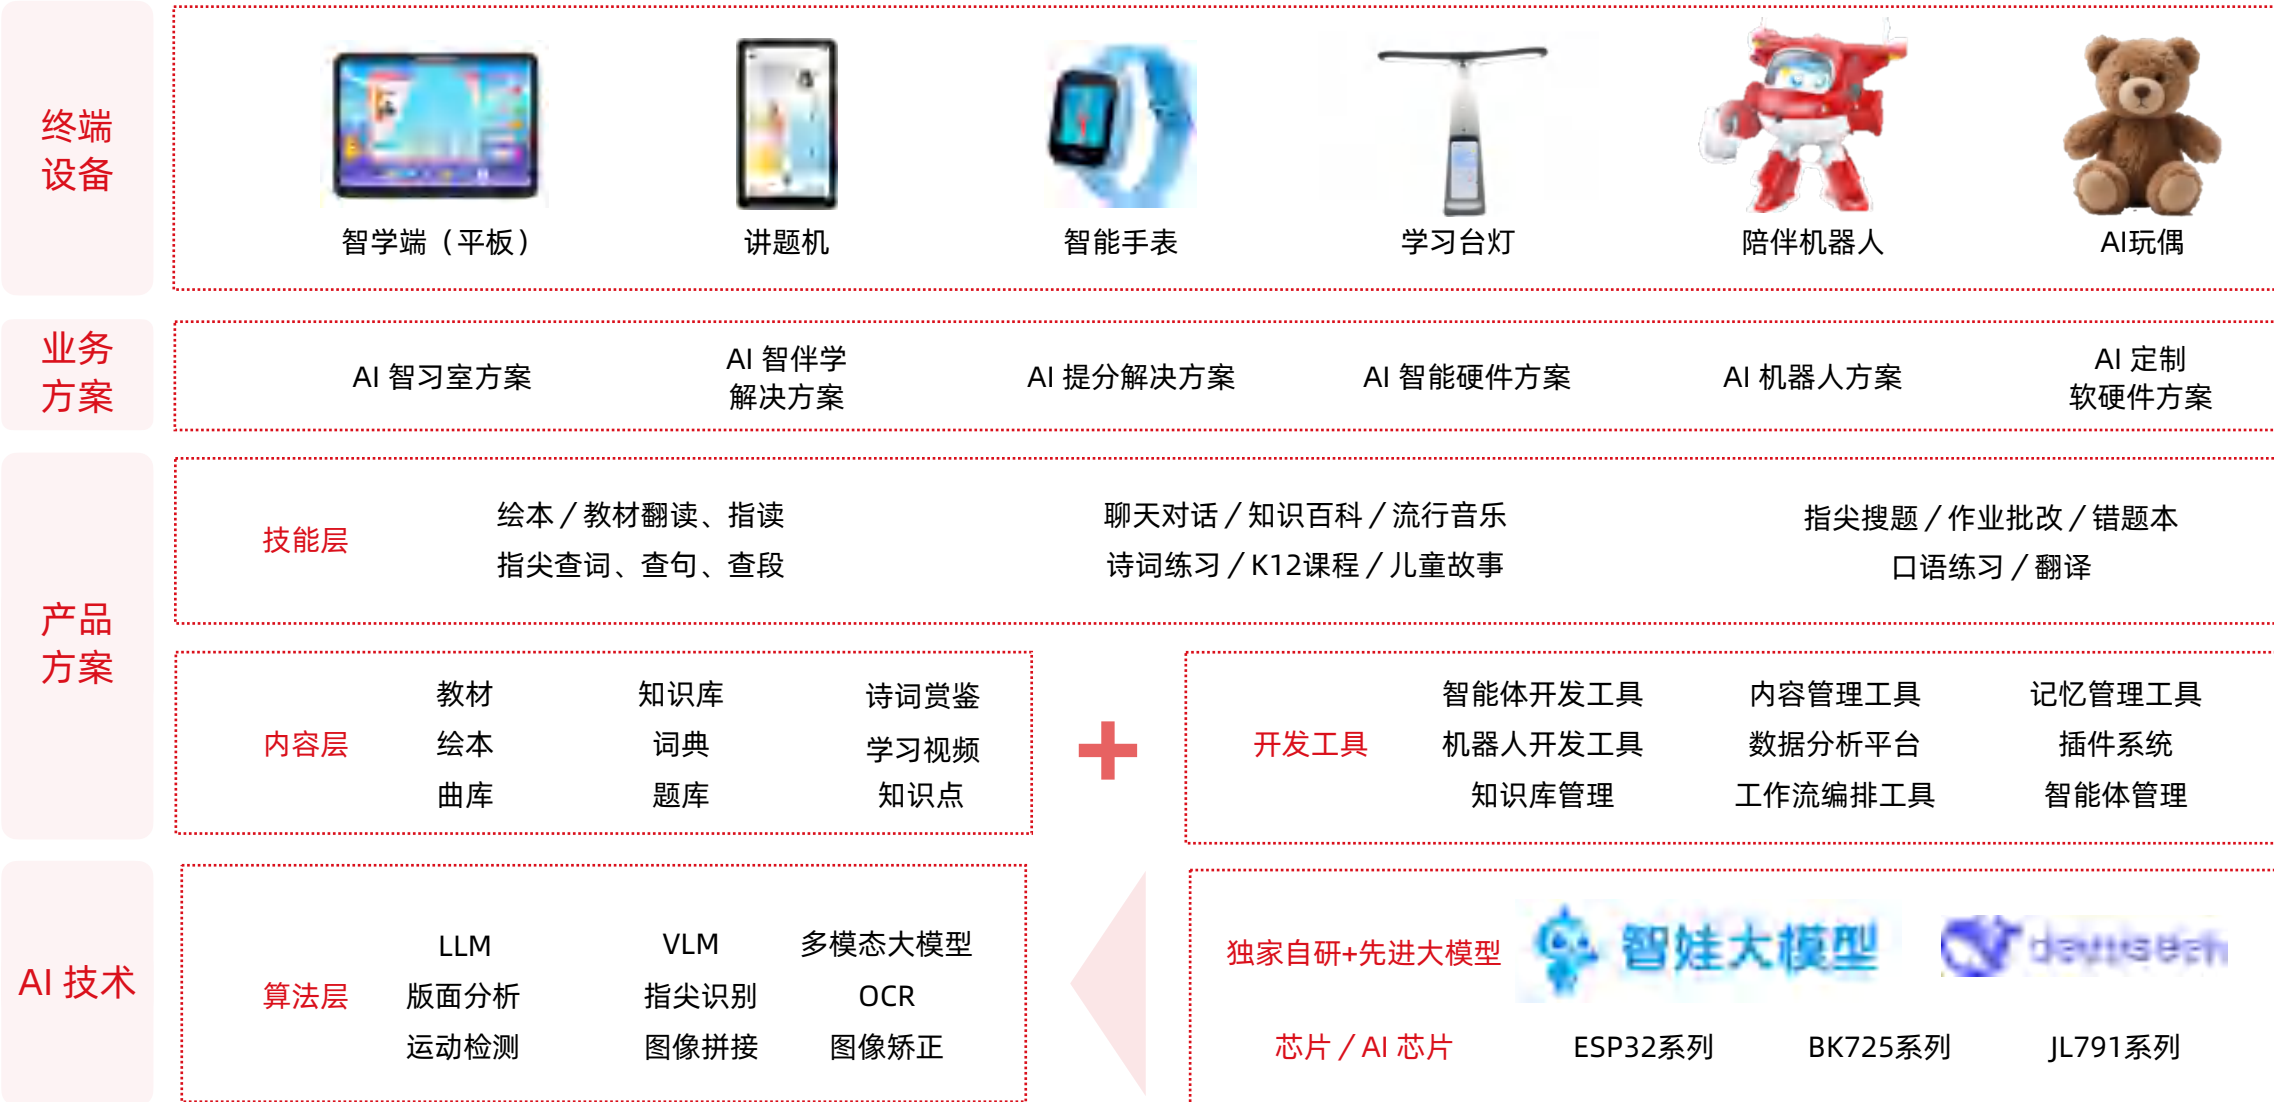 终端
设备
智学端（平板）
讲题机
智能手表
学习台灯
陪伴机器人
AI玩偶
业务
方案
AI 智习室方案
AI 智伴学
解决方案
AI 提分解决方案
AI 智能硬件方案
AI 机器人方案
AI 定制
软硬件方案
产品
方案
技能层
绘本 / 教材翻读、指读
指尖查词、查句、查段
聊天对话 / 知识百科 / 流行音乐
诗词练习 / K12课程 / 儿童故事
指尖搜题 / 作业批改 / 错题本
口语练习 / 翻译
内容层
教材
知识库
诗词赏鉴
绘本
词典
学习视频
曲库
题库
知识点
开发工具
智能体开发工具
内容管理工具
记忆管理工具
机器人开发工具
数据分析平台
插件系统
知识库管理
工作流编排工具
智能体管理
AI 技术
算法层
LLM
VLM
多模态大模型
版面分析
指尖识别
OCR
运动检测
图像拼接
图像矫正
独家自研+先进大模型
智娃大模型
芯片 / AI 芯片
ESP32系列
BK725系列
JL791系列